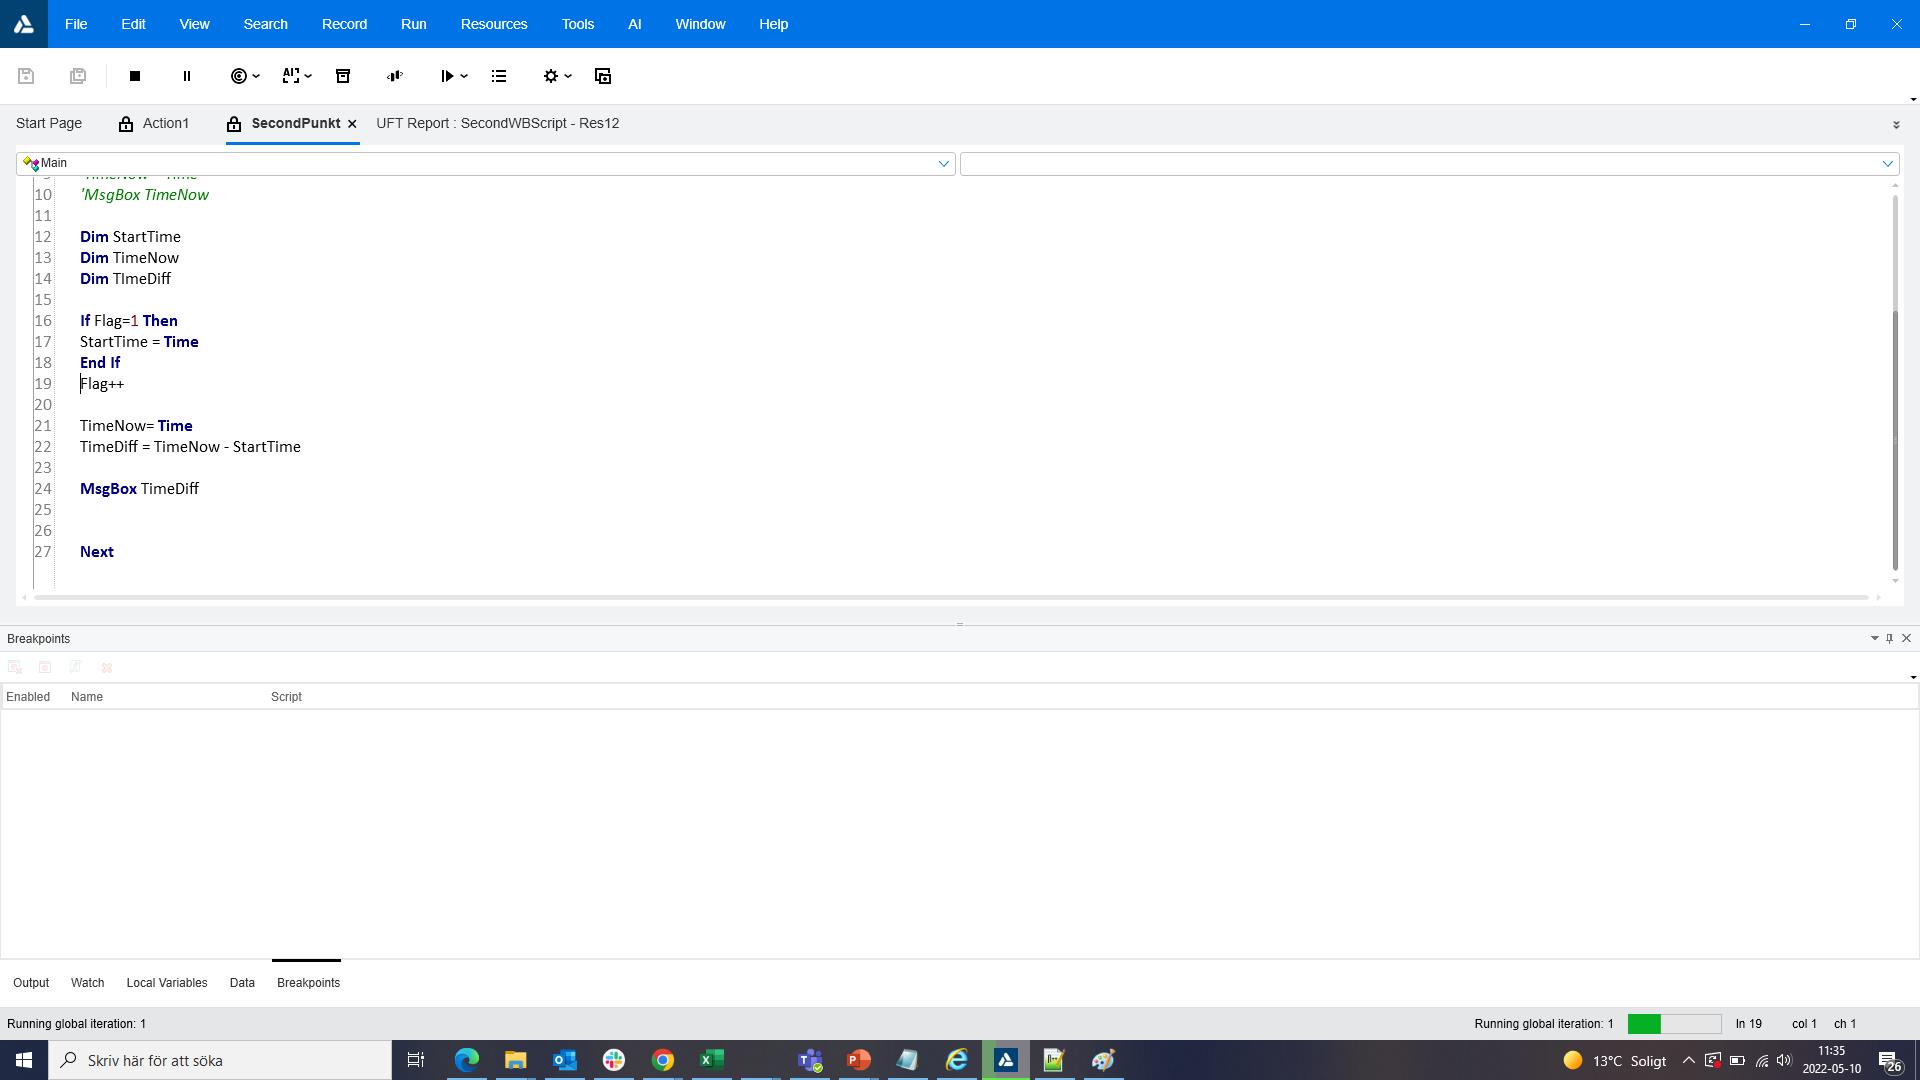 File Edit View Search Record Run Resources Tools AI Window Help
AI
Start Page Action1 SecondPunkt UFT Report : SecondWBScript - Res12
Main
9 'TimeNow = Time
10 'MsgBox TimeNow
11
12 Dim StartTime
13 Dim TimeNow
14 Dim TImeDiff
15
16 If Flag=1 Then
17 StartTime = Time
18 End If
19 Flag++
20
21 TimeNow= Time
22 TimeDiff = TimeNow - StartTime
23
24 MsgBox TimeDiff
25
26
27 Next
Breakpoints
Enabled Name Script
Output Watch Local Variables Data Breakpoints
Running global iteration: 1 Running global iteration: 1 ln 19 col 1 ch 1
Skriv här för att söka 13°C Soligt 11:35
2022-05-10 26